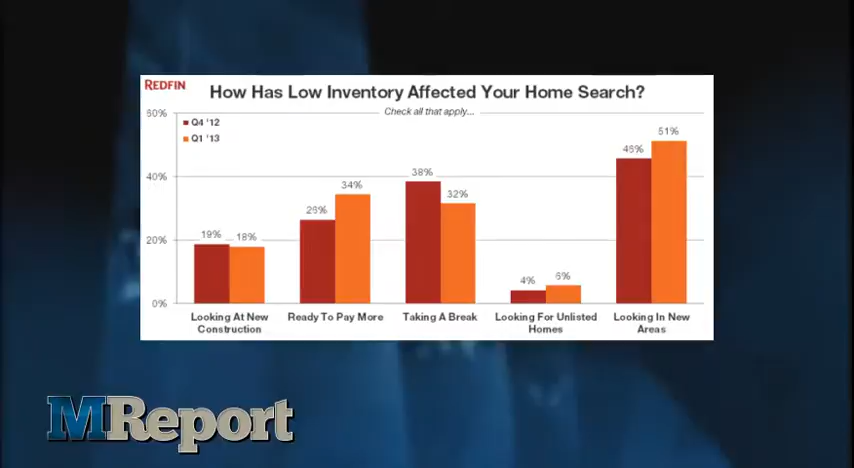 REDFIN
How Has Low Inventory Affected Your Home Search?
Check all that apply...
60%
40%
20%
0%
Q4 '12
Q1 '13
19%
18%
26%
34%
38%
32%
4%
6%
46%
51%
Looking At New
Construction
Ready To Pay More
Taking A Break
Looking For Unlisted
Homes
Looking In New
Areas
MReport